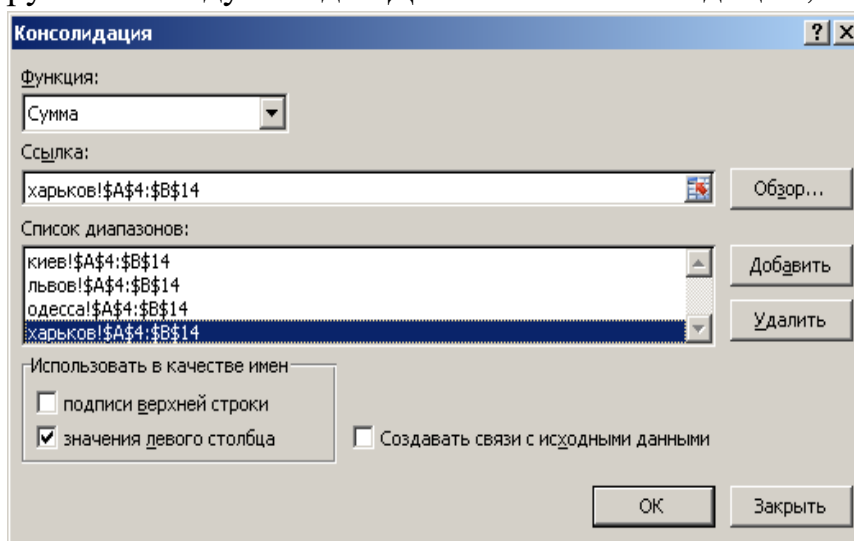 Консолидация
Функция:
Сумма
Ссылка:
харьков!$A$4:$B$14
Обзор...
Список диапазонов:
киев!$A$4:$B$14
львов!$A$4:$B$14
одесса!$A$4:$B$14
харьков!$A$4:$B$14
Добавить
Удалить
Использовать в качестве имен
подписи верхней строки
значения левого столбца
Создавать связи с исходными данными
ОК
Закрыть